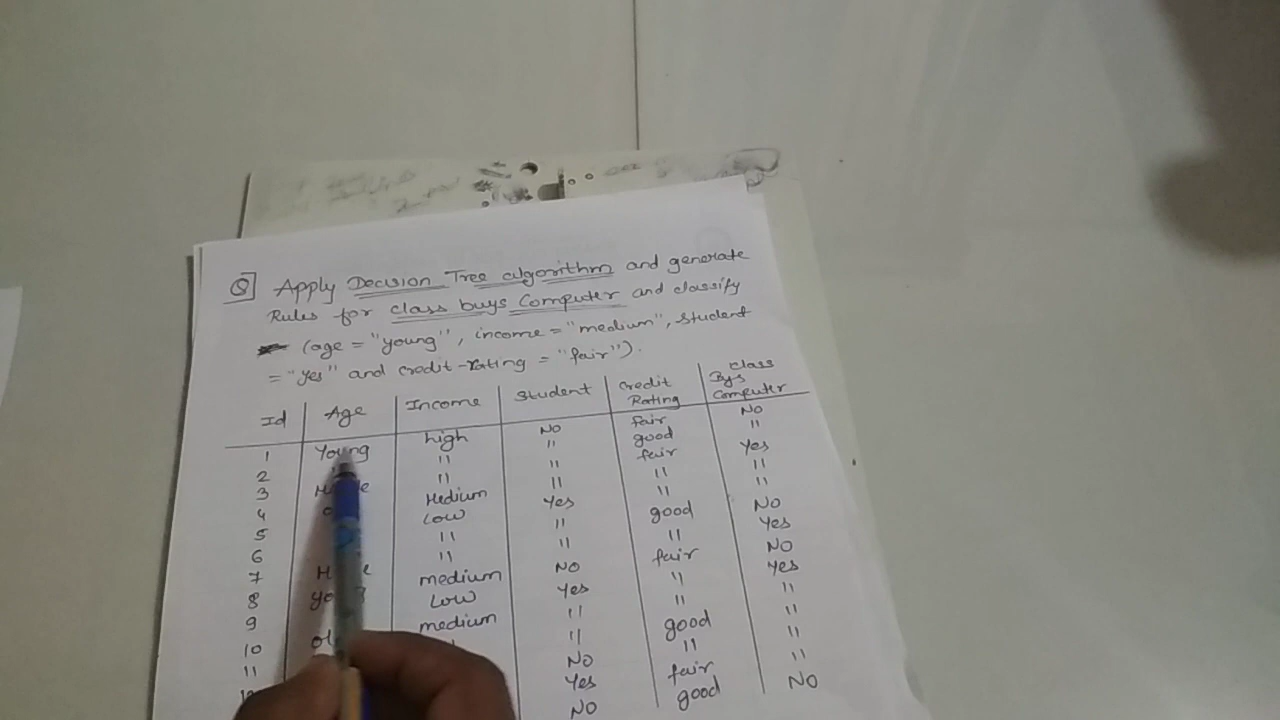 Q] Apply Decision Tree algorithm and generate
Rules for class buys Computer and classify
(age = "young", income = "medium", student
= "yes" and credit-rating = "fair").
Id | Age | Income | Student | Credit Rating | class Bys Computer
1 | Young | high | NO | fair | No
2 | " | " | good | "
3 | " | " | fair | Yes
4 | Medium | " | " | "
5 | Low | Yes | " | "
6 | " | " | good | NO
7 | " | " | " | Yes
8 | medium | NO | fair | NO
9 | Low | Yes | " | Yes
10 | medium | " | " | "
11 | " | good | "
NO | " | "
Yes | fair | "
NO | good | NO